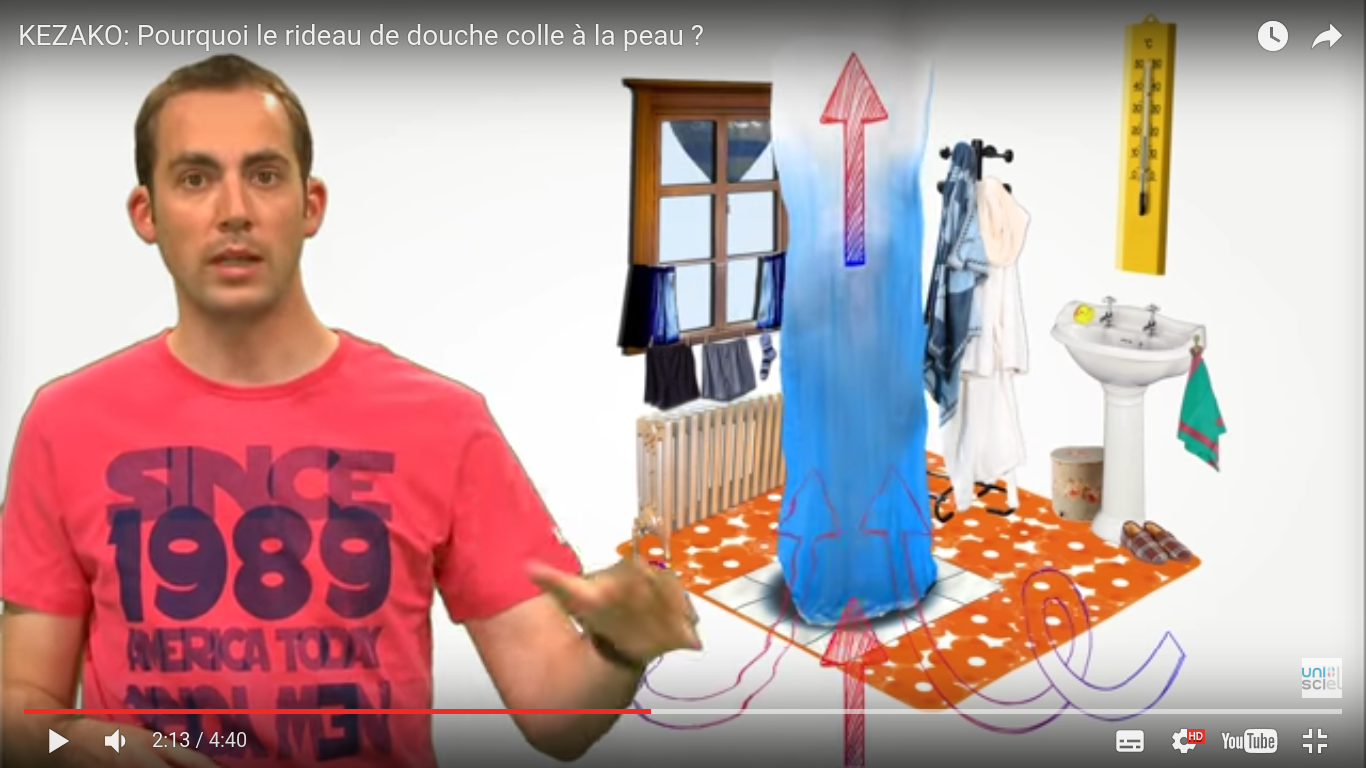 KEZAKO: Pourquoi le rideau de douche colle à la peau ?
°C
SINCE
1989
AMERICA TODAY
2:13 / 4:40
HD
YouTube
uni
sciel